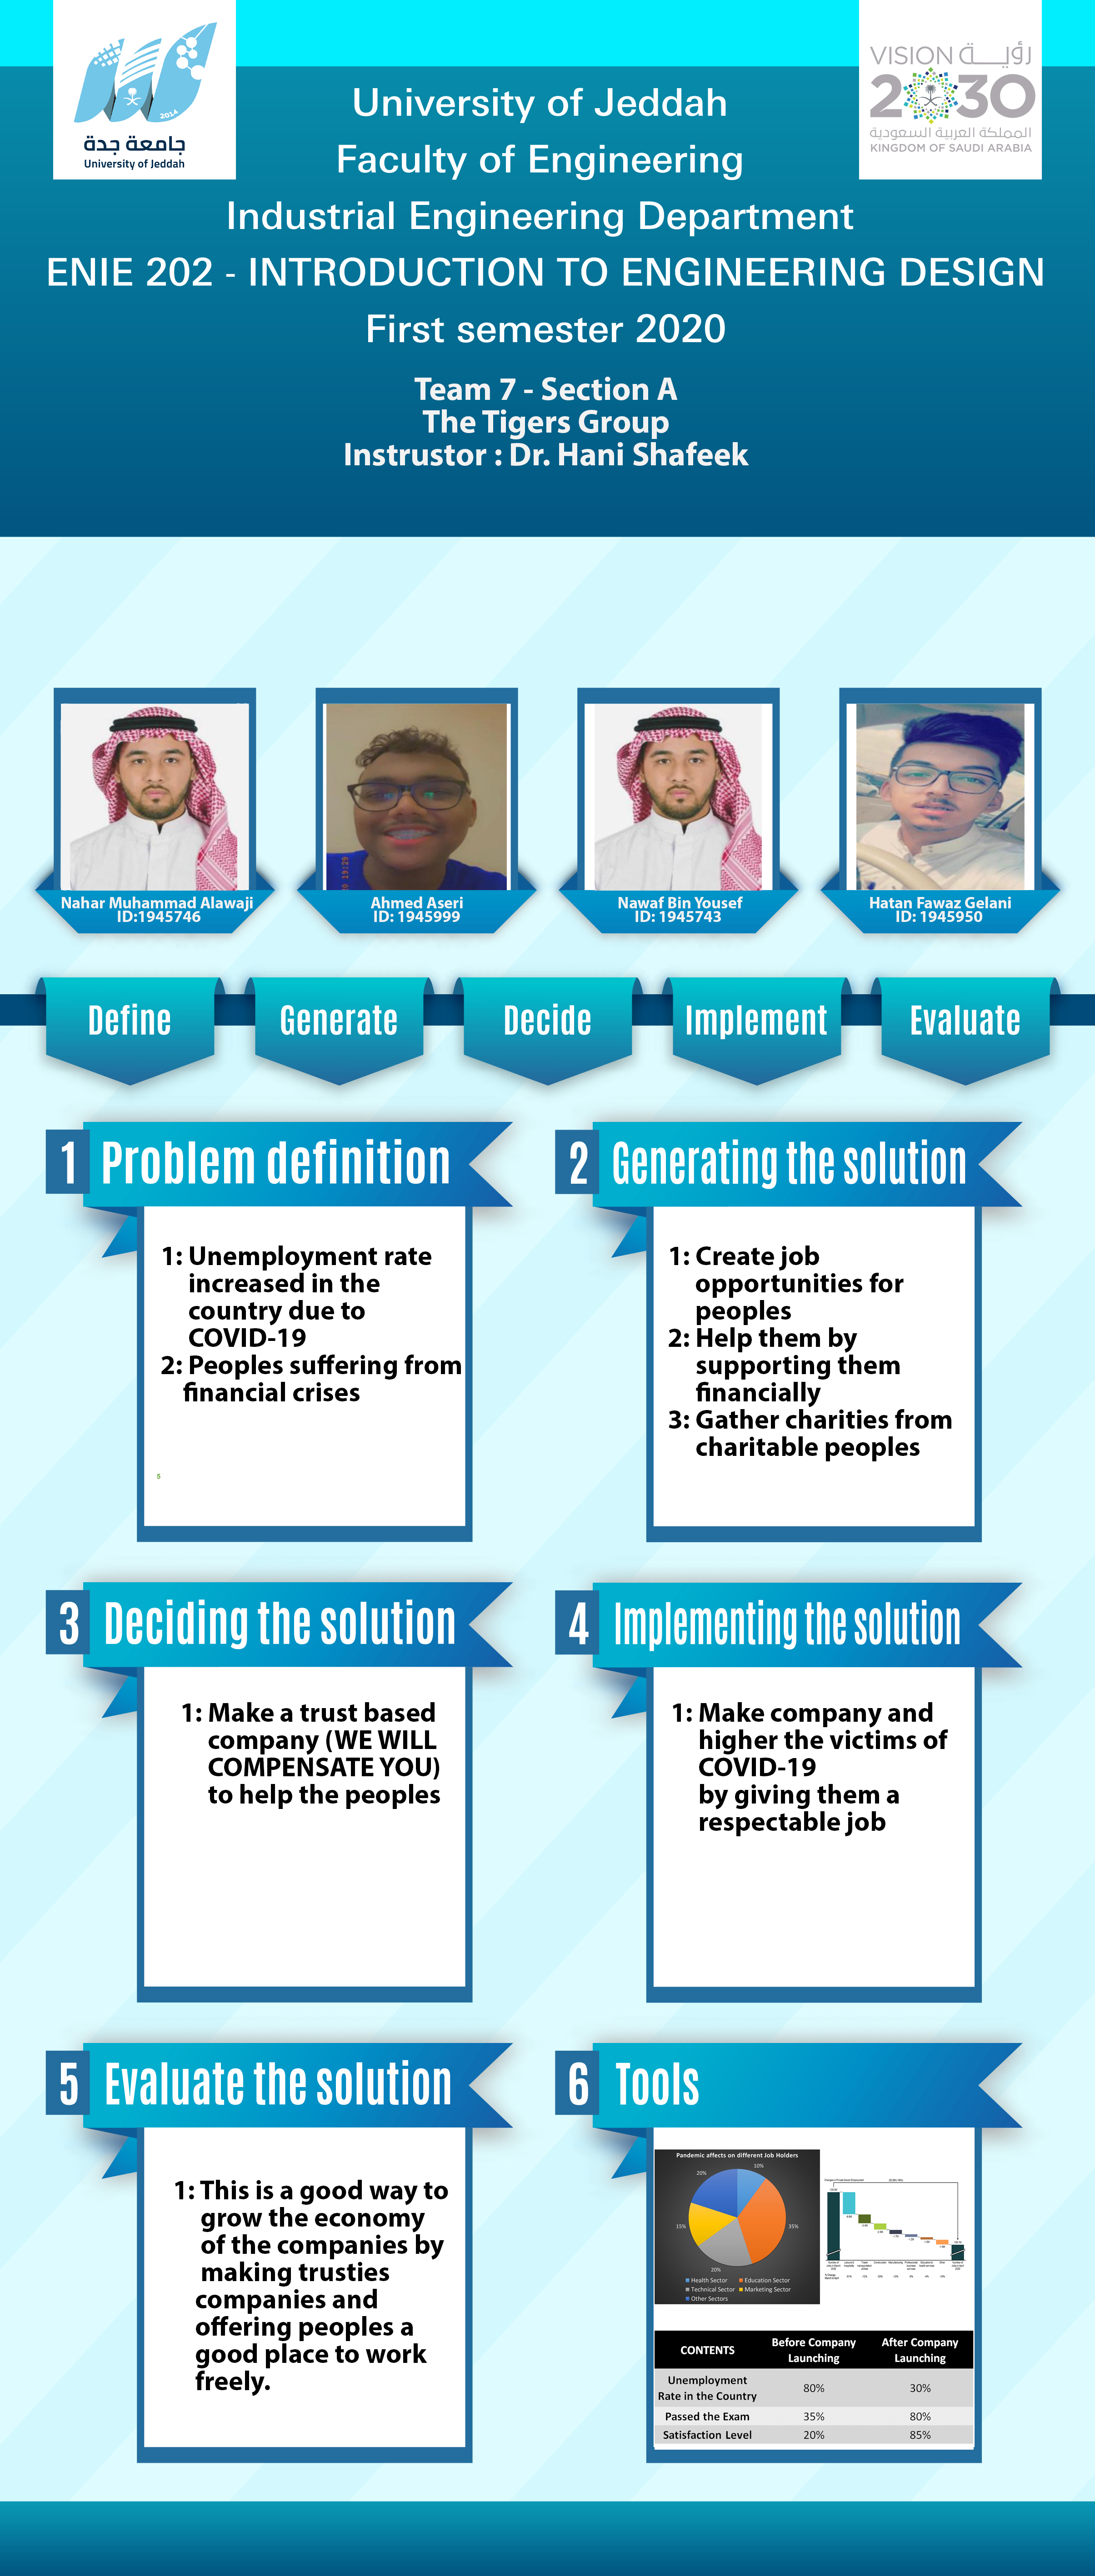 2014
جامعة جدة
University of Jeddah
VISION رؤيــة
2030
المملكة العربية السعودية
KINGDOM OF SAUDI ARABIA
University of Jeddah
Faculty of Engineering
Industrial Engineering Department
ENIE 202 - INTRODUCTION TO ENGINEERING DESIGN
First semester 2020
Team 7 - Section A
The Tigers Group
Instrustor : Dr. Hani Shafeek
Nahar Muhammad Alawaji
ID:1945746
Ahmed Aseri
ID: 1945999
Nawaf Bin Yousef
ID: 1945743
Hatan Fawaz Gelani
ID: 1945950
Define
Generate
Decide
Implement
Evaluate
1 Problem definition
1: Unemployment rate
increased in the
country due to
COVID-19
2: Peoples suffering from
financial crises
5
2 Generating the solution
1: Create job
opportunities for
peoples
2: Help them by
supporting them
financially
3: Gather charities from
charitable peoples
3 Deciding the solution
1: Make a trust based
company (WE WILL
COMPENSATE YOU)
to help the peoples
4 Implementing the solution
1: Make company and
higher the victims of
COVID-19
by giving them a
respectable job
5 Evaluate the solution
1: This is a good way to
grow the economy
of the companies by
making trusties
companies and
offering peoples a
good place to work
freely.
6 Tools
Pandemic affects on different Job Holders
10%
35%
20%
15%
20%
Health Sector
Education Sector
Technical Sector
Marketing Sector
Other Sectors
CONTENTS
Before Company
Launching
After Company
Launching
Unemployment
Rate in the Country
80%
30%
Passed the Exam
35%
80%
Satisfaction Level
20%
85%